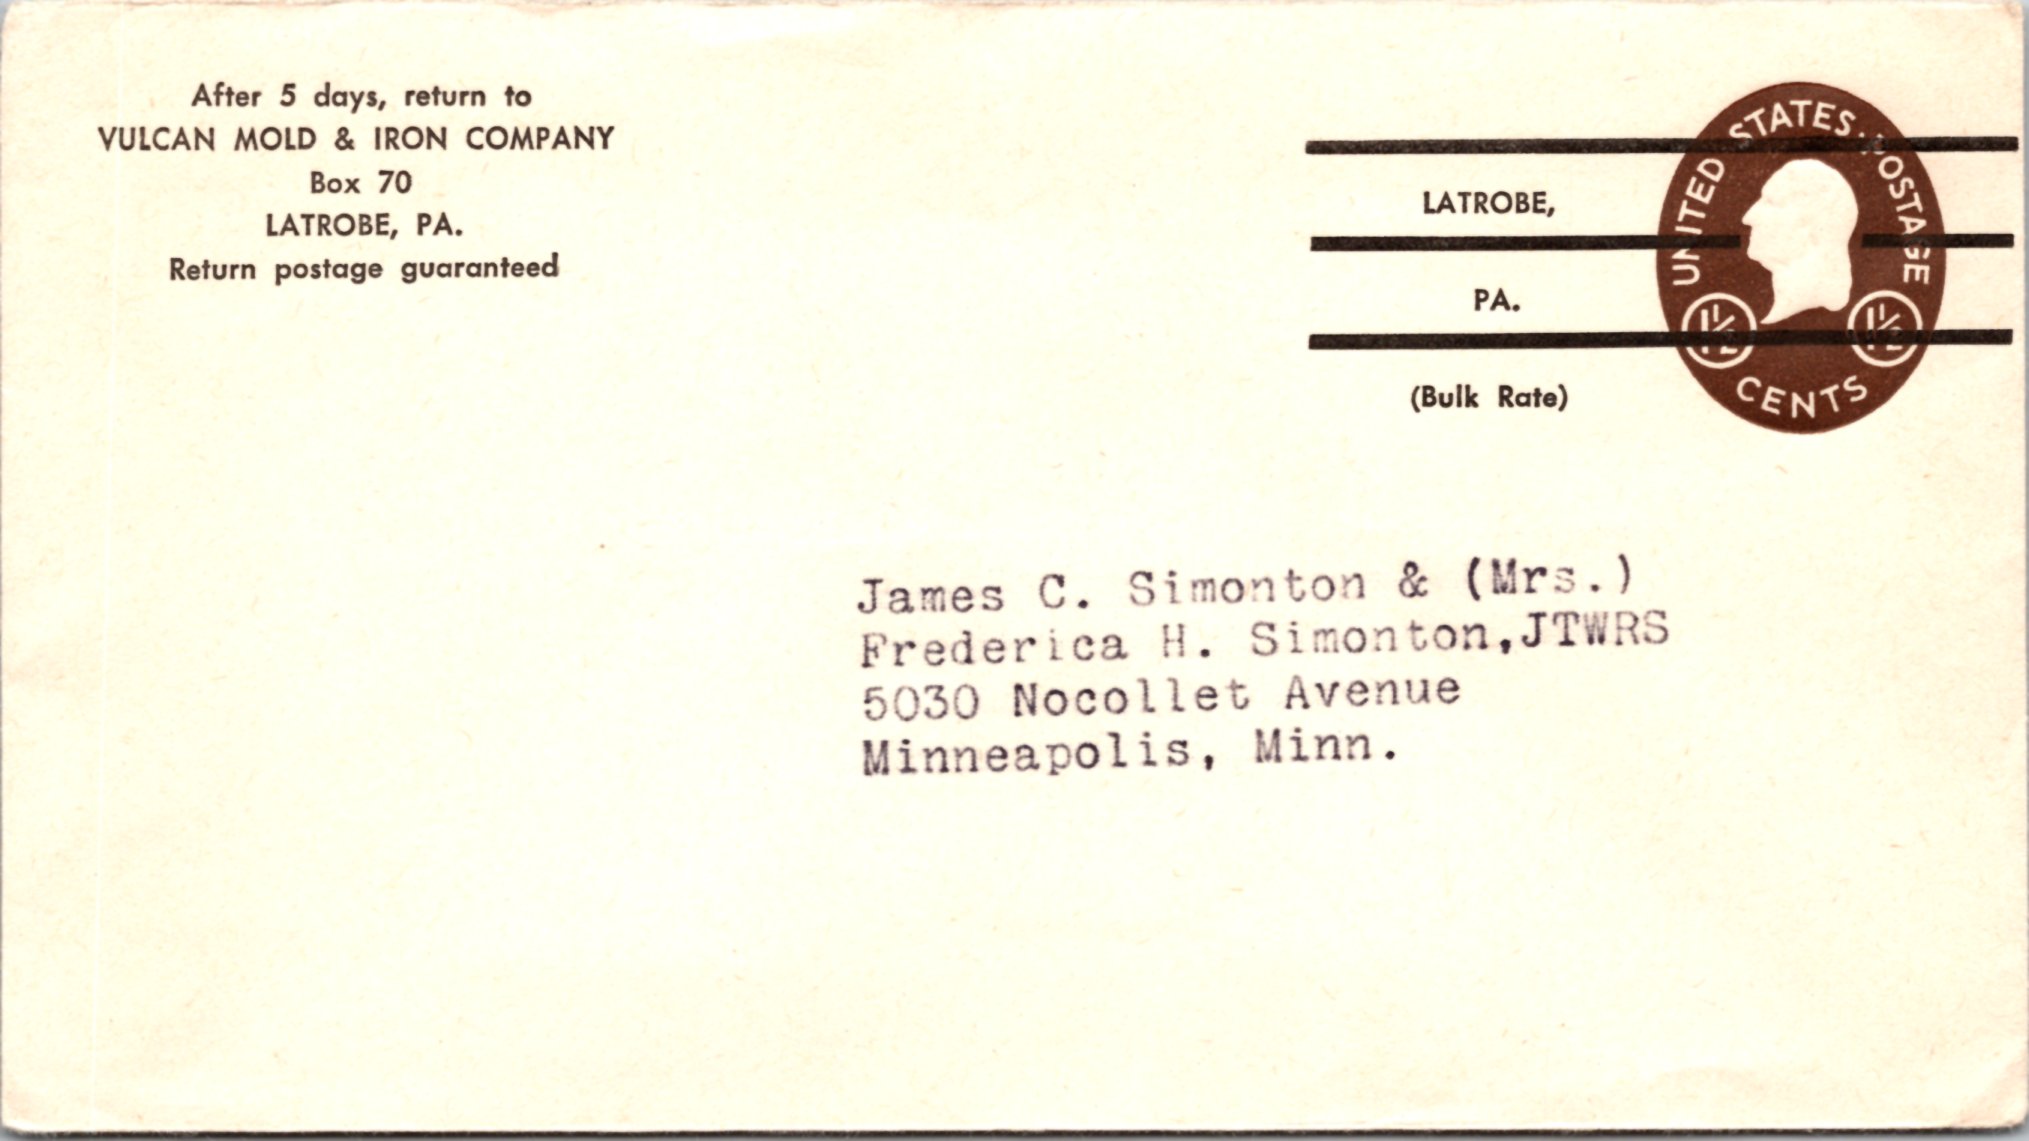 After 5 days, return to
VULCAN MOLD & IRON COMPANY
Box 70
LATROBE, PA.
Return postage guaranteed
LATROBE,
PA.
(Bulk Rate)
UNITED STATES POSTAGE
1½ 1½
CENTS
James C. Simonton & (Mrs.)
Frederica H. Simonton,JTWRS
5030 Nocollet Avenue
Minneapolis, Minn.